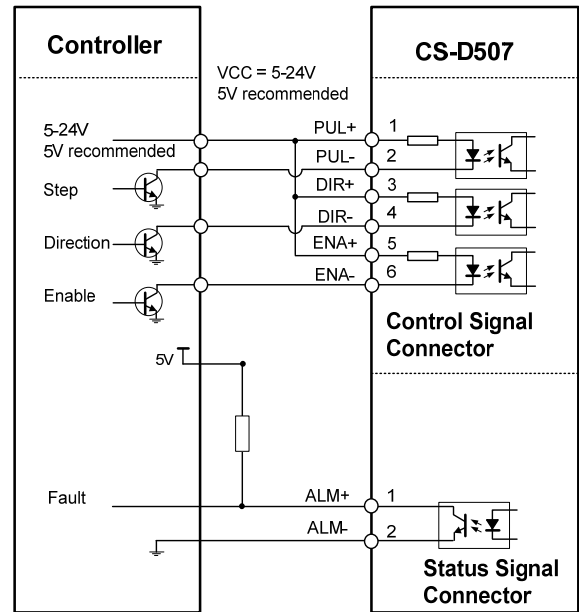 Controller
CS-D507
VCC = 5-24V
5V recommended
5-24V
5V recommended
Step
Direction
Enable
PUL+ 1
PUL- 2
DIR+ 3
DIR- 4
ENA+ 5
ENA- 6
Control Signal
Connector
5V
Fault
ALM+ 1
ALM- 2
Status Signal
Connector